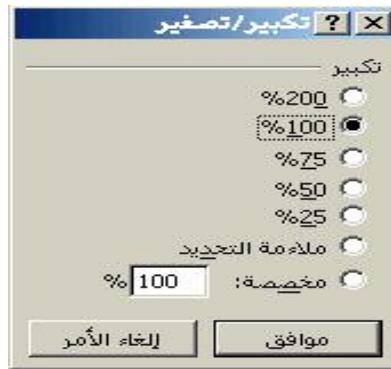 تكبير/تصغير
تكبير
%200
%100
%75
%50
%25
ملاءمة التحديد
مخصصة: 100 %
موافق إلغاء الأمر